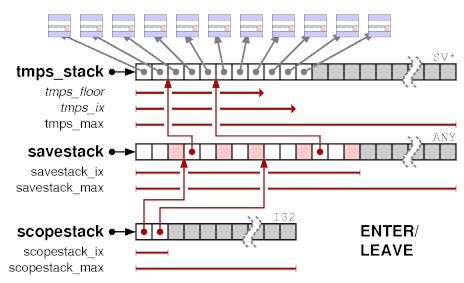 SV*
tmps_stack
tmps_floor
tmps_ix
tmps_max
ANY
savestack
savestack_ix
savestack_max
I32
scopestack
scopestack_ix
scopestack_max
ENTER/
LEAVE